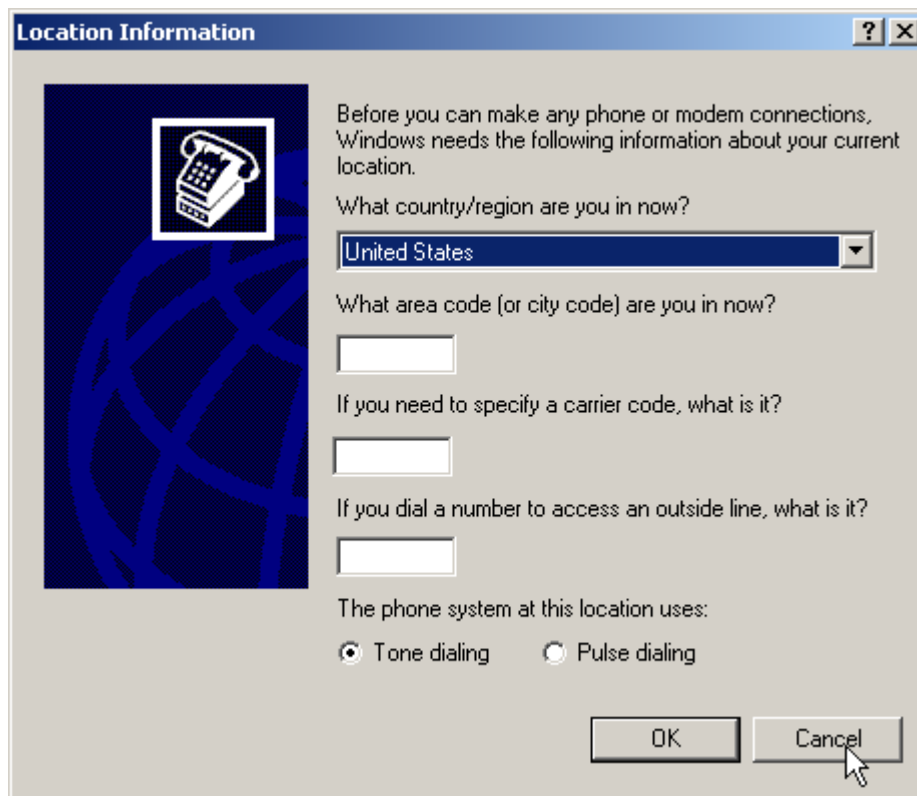 Location Information
Before you can make any phone or modem connections,
Windows needs the following information about your current
location.
What country/region are you in now?
United States
What area code (or city code) are you in now?
If you need to specify a carrier code, what is it?
If you dial a number to access an outside line, what is it?
The phone system at this location uses:
Tone dialing Pulse dialing
OK Cancel